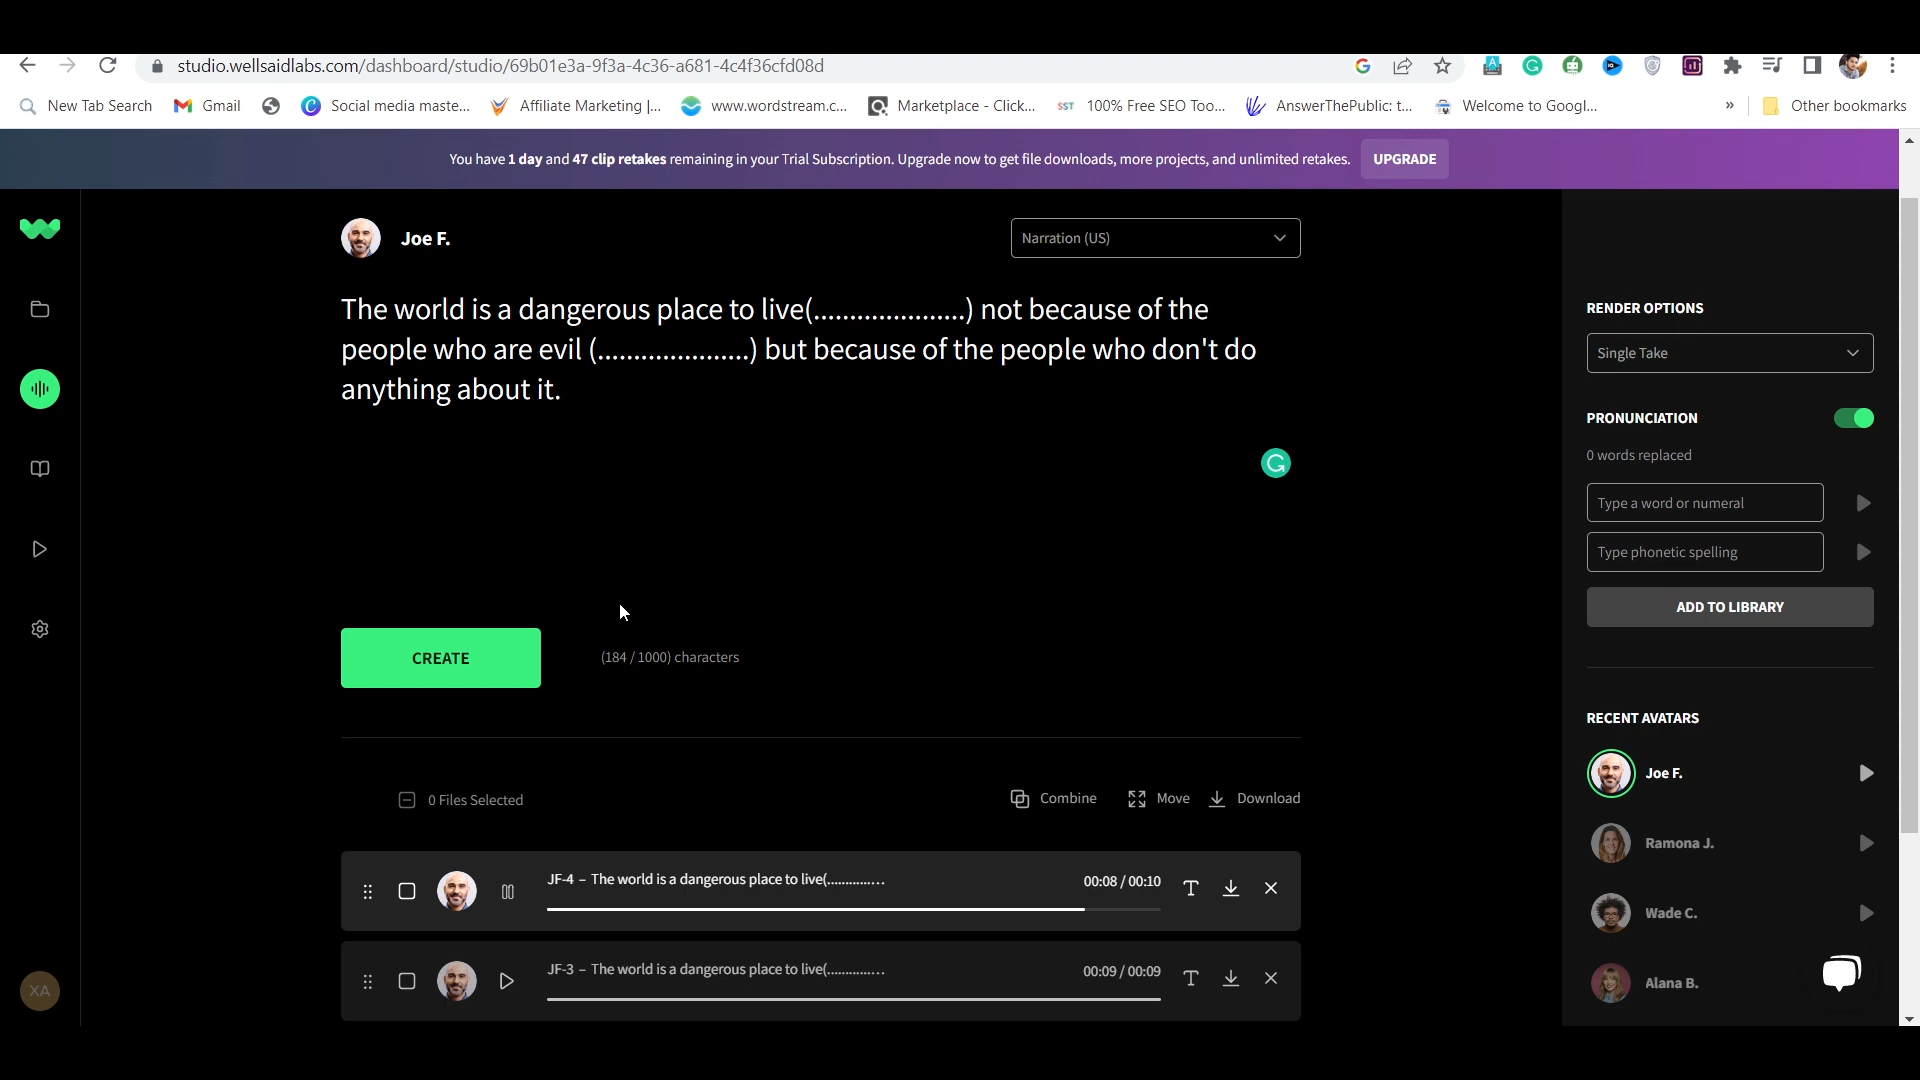 studio.wellsaidlabs.com/dashboard/studio/69b01e3a-9f3a-4c36-a681-4c4f36cfd08d
New Tab Search
Gmail
Social media maste...
Affiliate Marketing |...
www.wordstream.c...
Marketplace - Click...
SST
100% Free SEO Too...
AnswerThePublic: t...
Welcome to Googl...
»
Other bookmarks
You have 1 day and 47 clip retakes remaining in your Trial Subscription. Upgrade now to get file downloads, more projects, and unlimited retakes.
UPGRADE
Joe F.
Narration (US)
The world is a dangerous place to live(.....................) not because of the
people who are evil (.....................) but because of the people who don't do
anything about it.
CREATE
(184 / 1000) characters
0 Files Selected
Combine
Move
Download
JF-4 – The world is a dangerous place to live(................
00:08 / 00:10
JF-3 – The world is a dangerous place to live(................
00:09 / 00:09
RENDER OPTIONS
Single Take
PRONUNCIATION
0 words replaced
Type a word or numeral
Type phonetic spelling
ADD TO LIBRARY
RECENT AVATARS
Joe F.
Ramona J.
Wade C.
Alana B.
XA